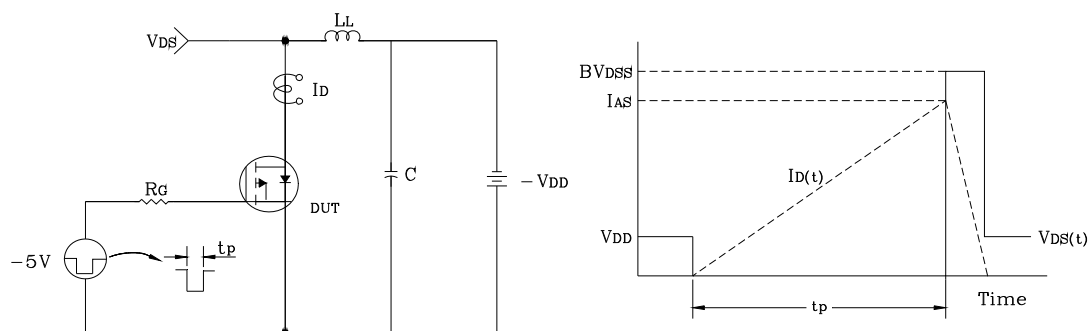 LL
VDS
ID
C
-VDD
RG
DUT
tp
-5V
BVDSS
IAS
ID(t)
VDD
VDS(t)
tp
Time